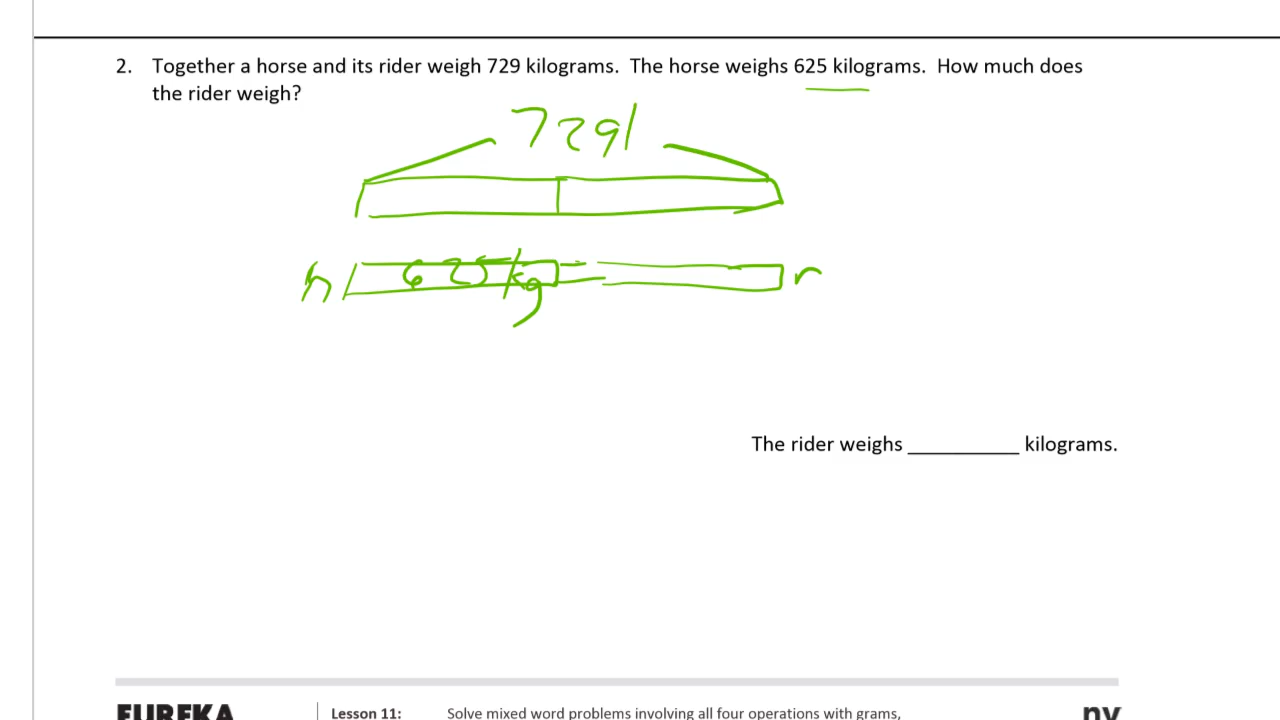 2. Together a horse and its rider weigh 729 kilograms. The horse weighs 625 kilograms. How much does
the rider weigh?
729
h 625 kg r
The rider weighs __________ kilograms.
EUREKA Lesson 11: Solve mixed word problems involving all four operations with grams,